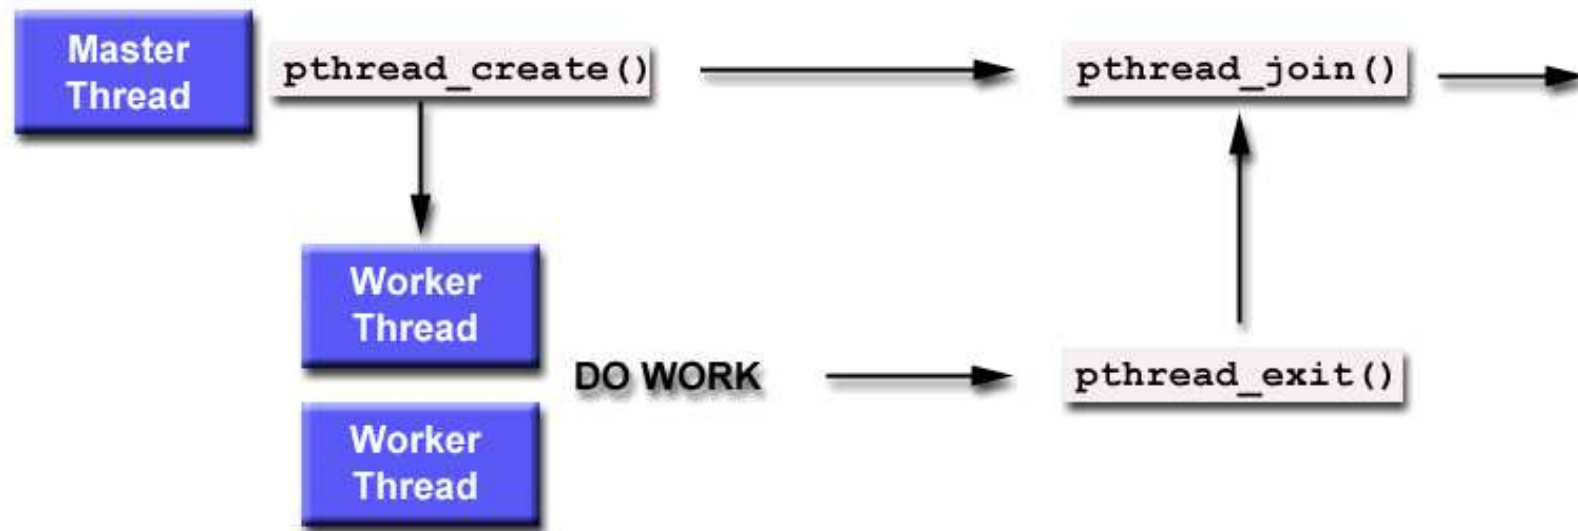 Master
Thread
pthread_create()
pthread_join()
Worker
Thread
DO WORK
pthread_exit()
Worker
Thread